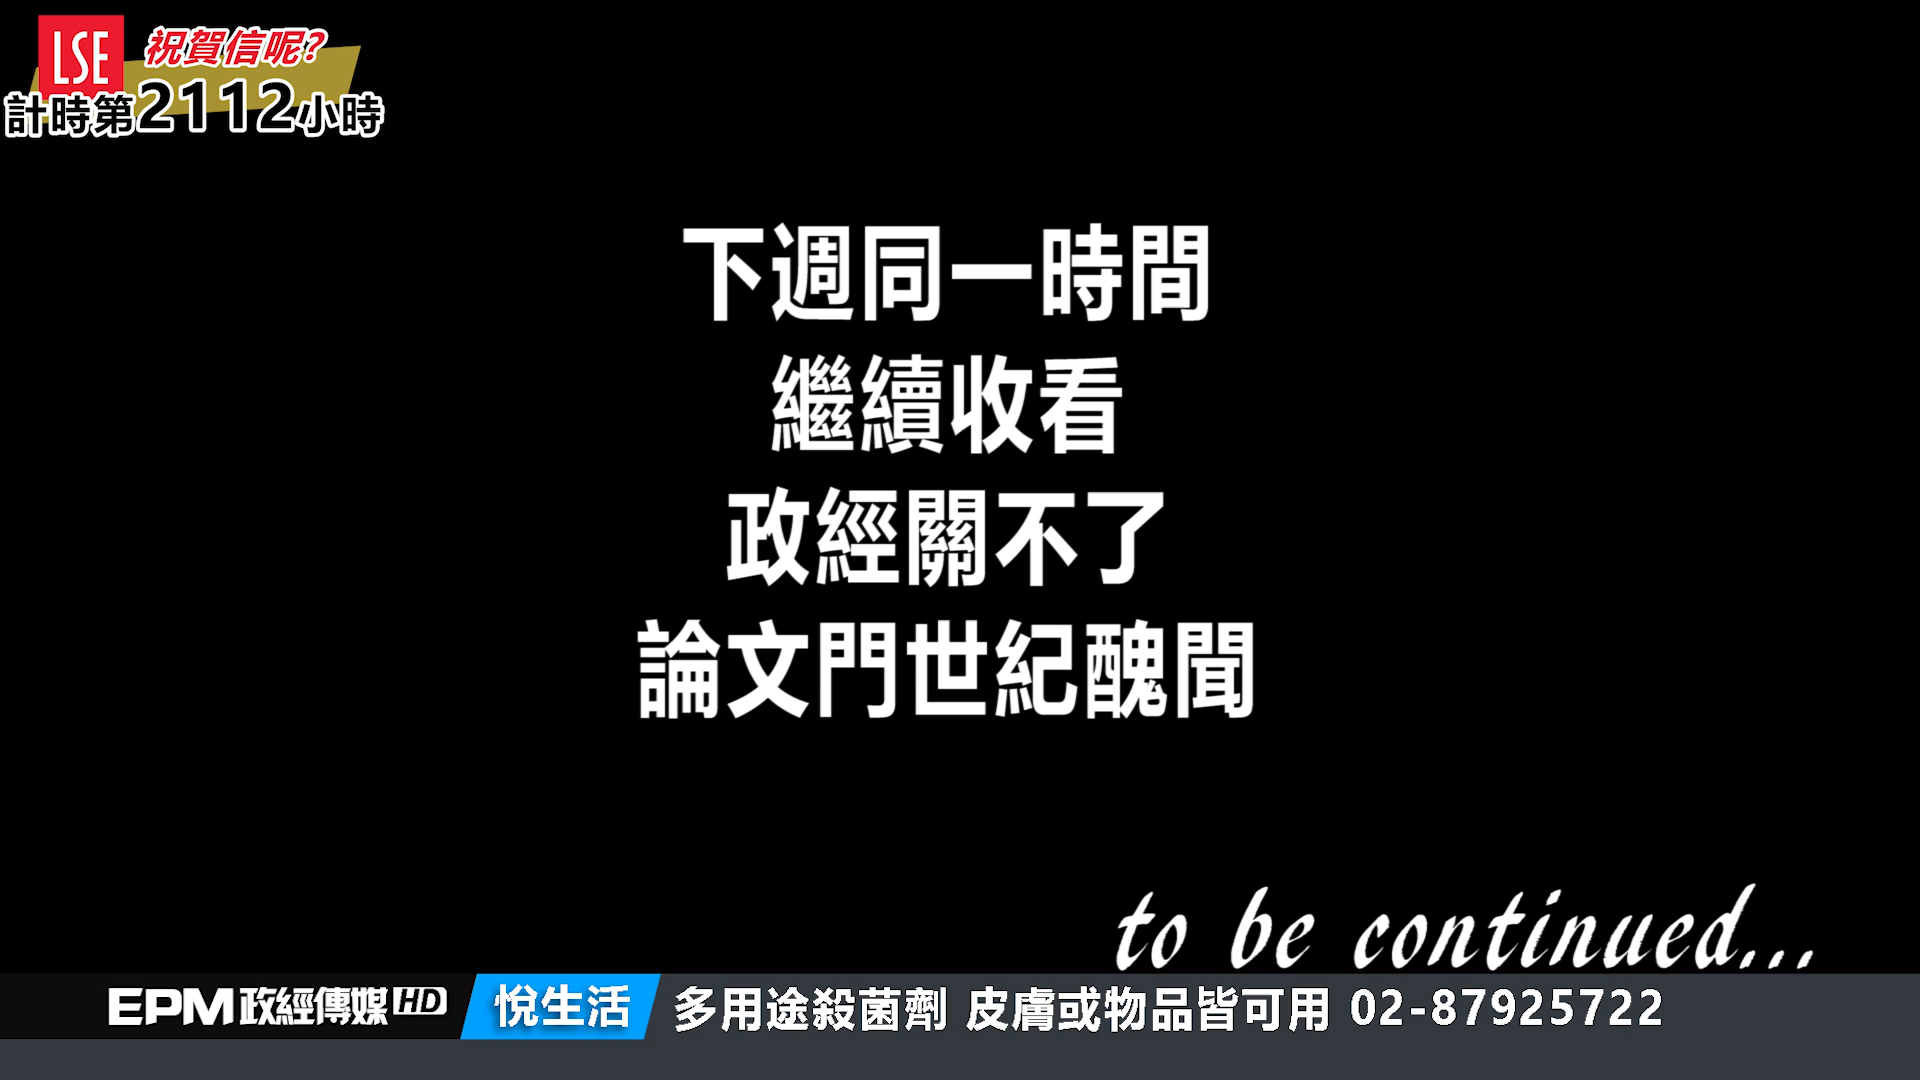 LSE
祝賀信呢?
計時第2112小時
下週同一時間
繼續收看
政經關不了
論文門世紀醜聞
to be continued...
EPM政經傳媒HD
悅生活
多用途殺菌劑 皮膚或物品皆可用 02-87925722